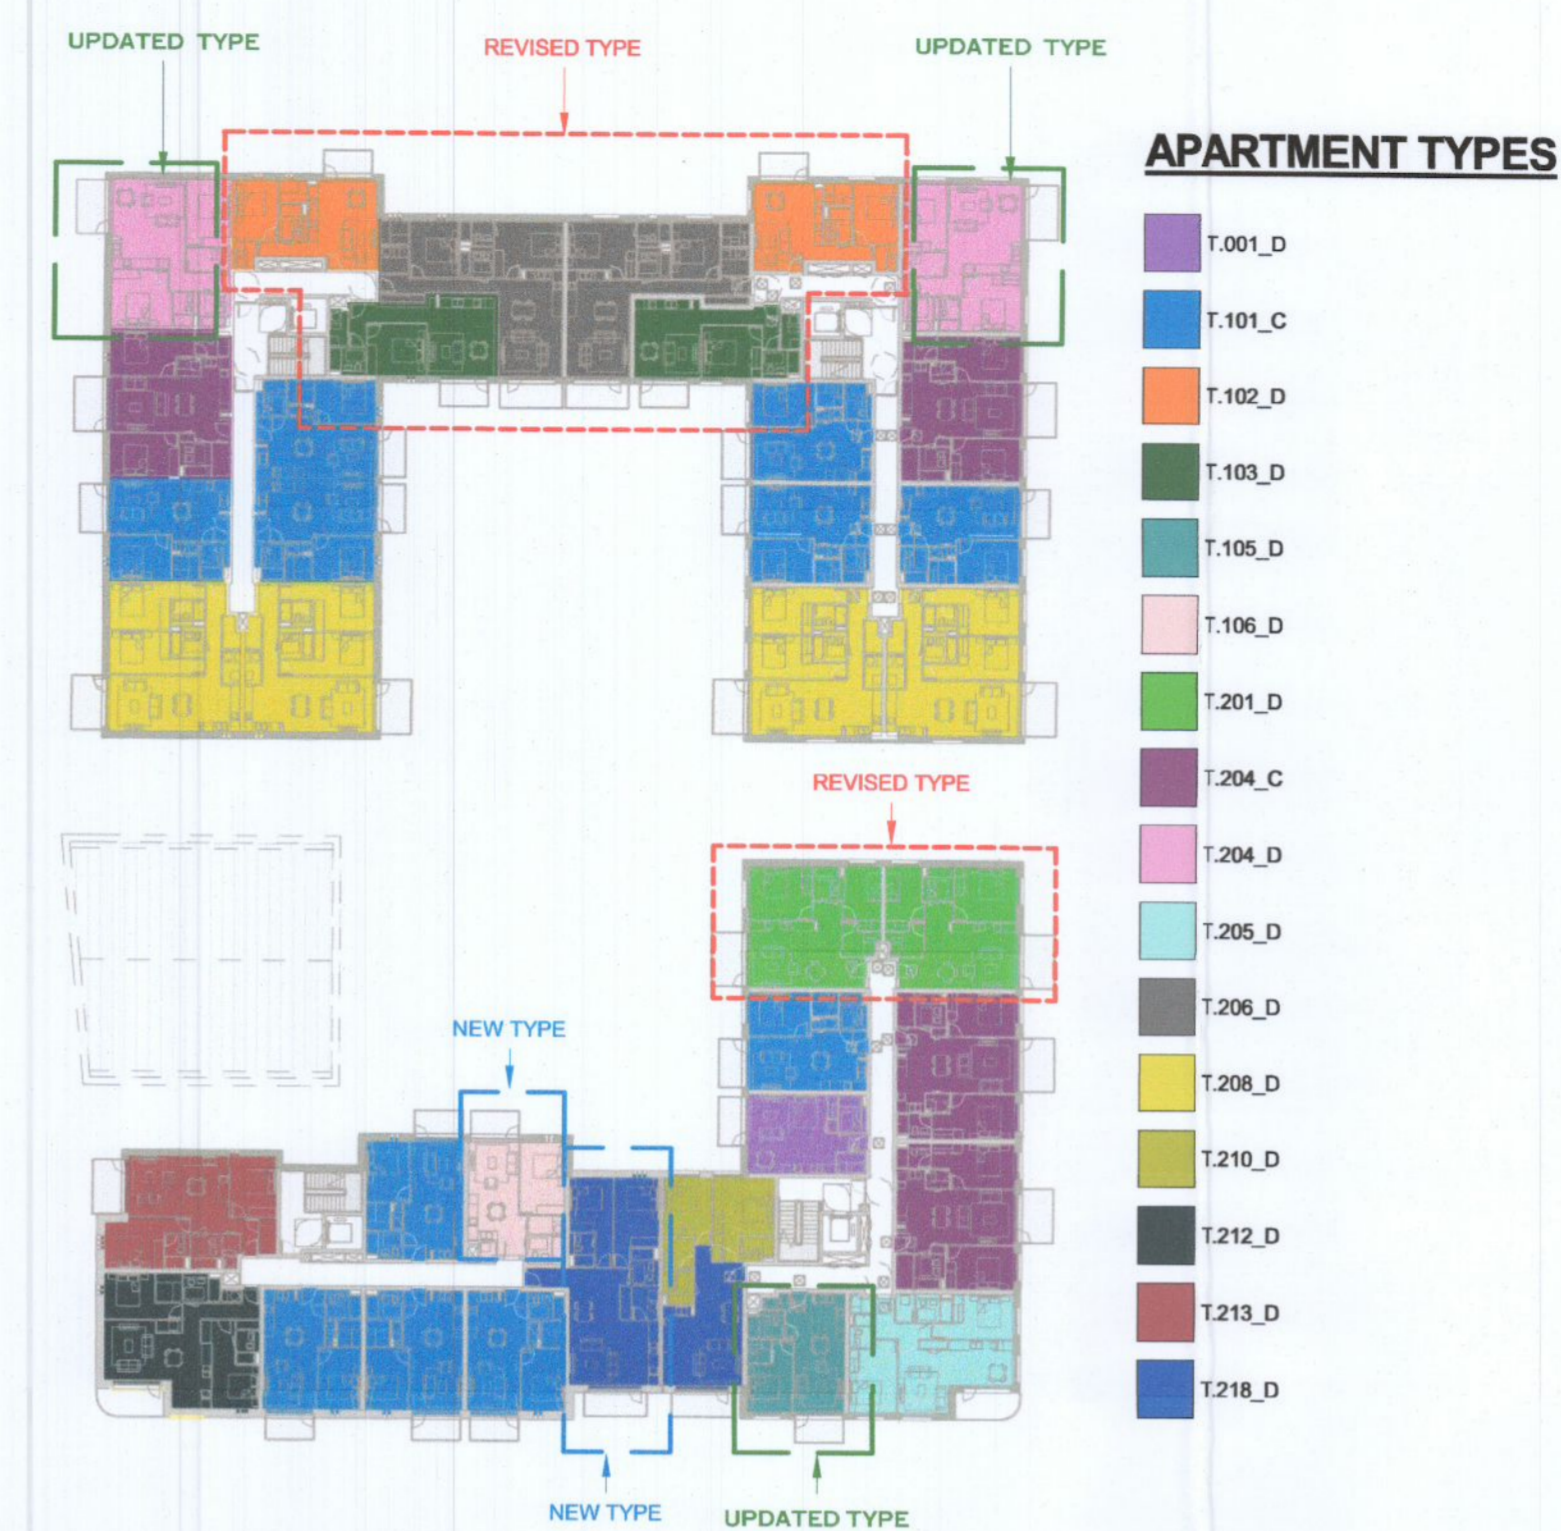 UPDATED TYPE
REVISED TYPE
UPDATED TYPE
APARTMENT TYPES
T.001_D
T.101_C
T.102_D
T.103_D
T.105_D
T.106_D
T.201_D
T.204_C
T.204_D
T.205_D
T.206_D
T.208_D
T.210_D
T.212_D
T.213_D
T.218_D
REVISED TYPE
NEW TYPE
NEW TYPE
UPDATED TYPE